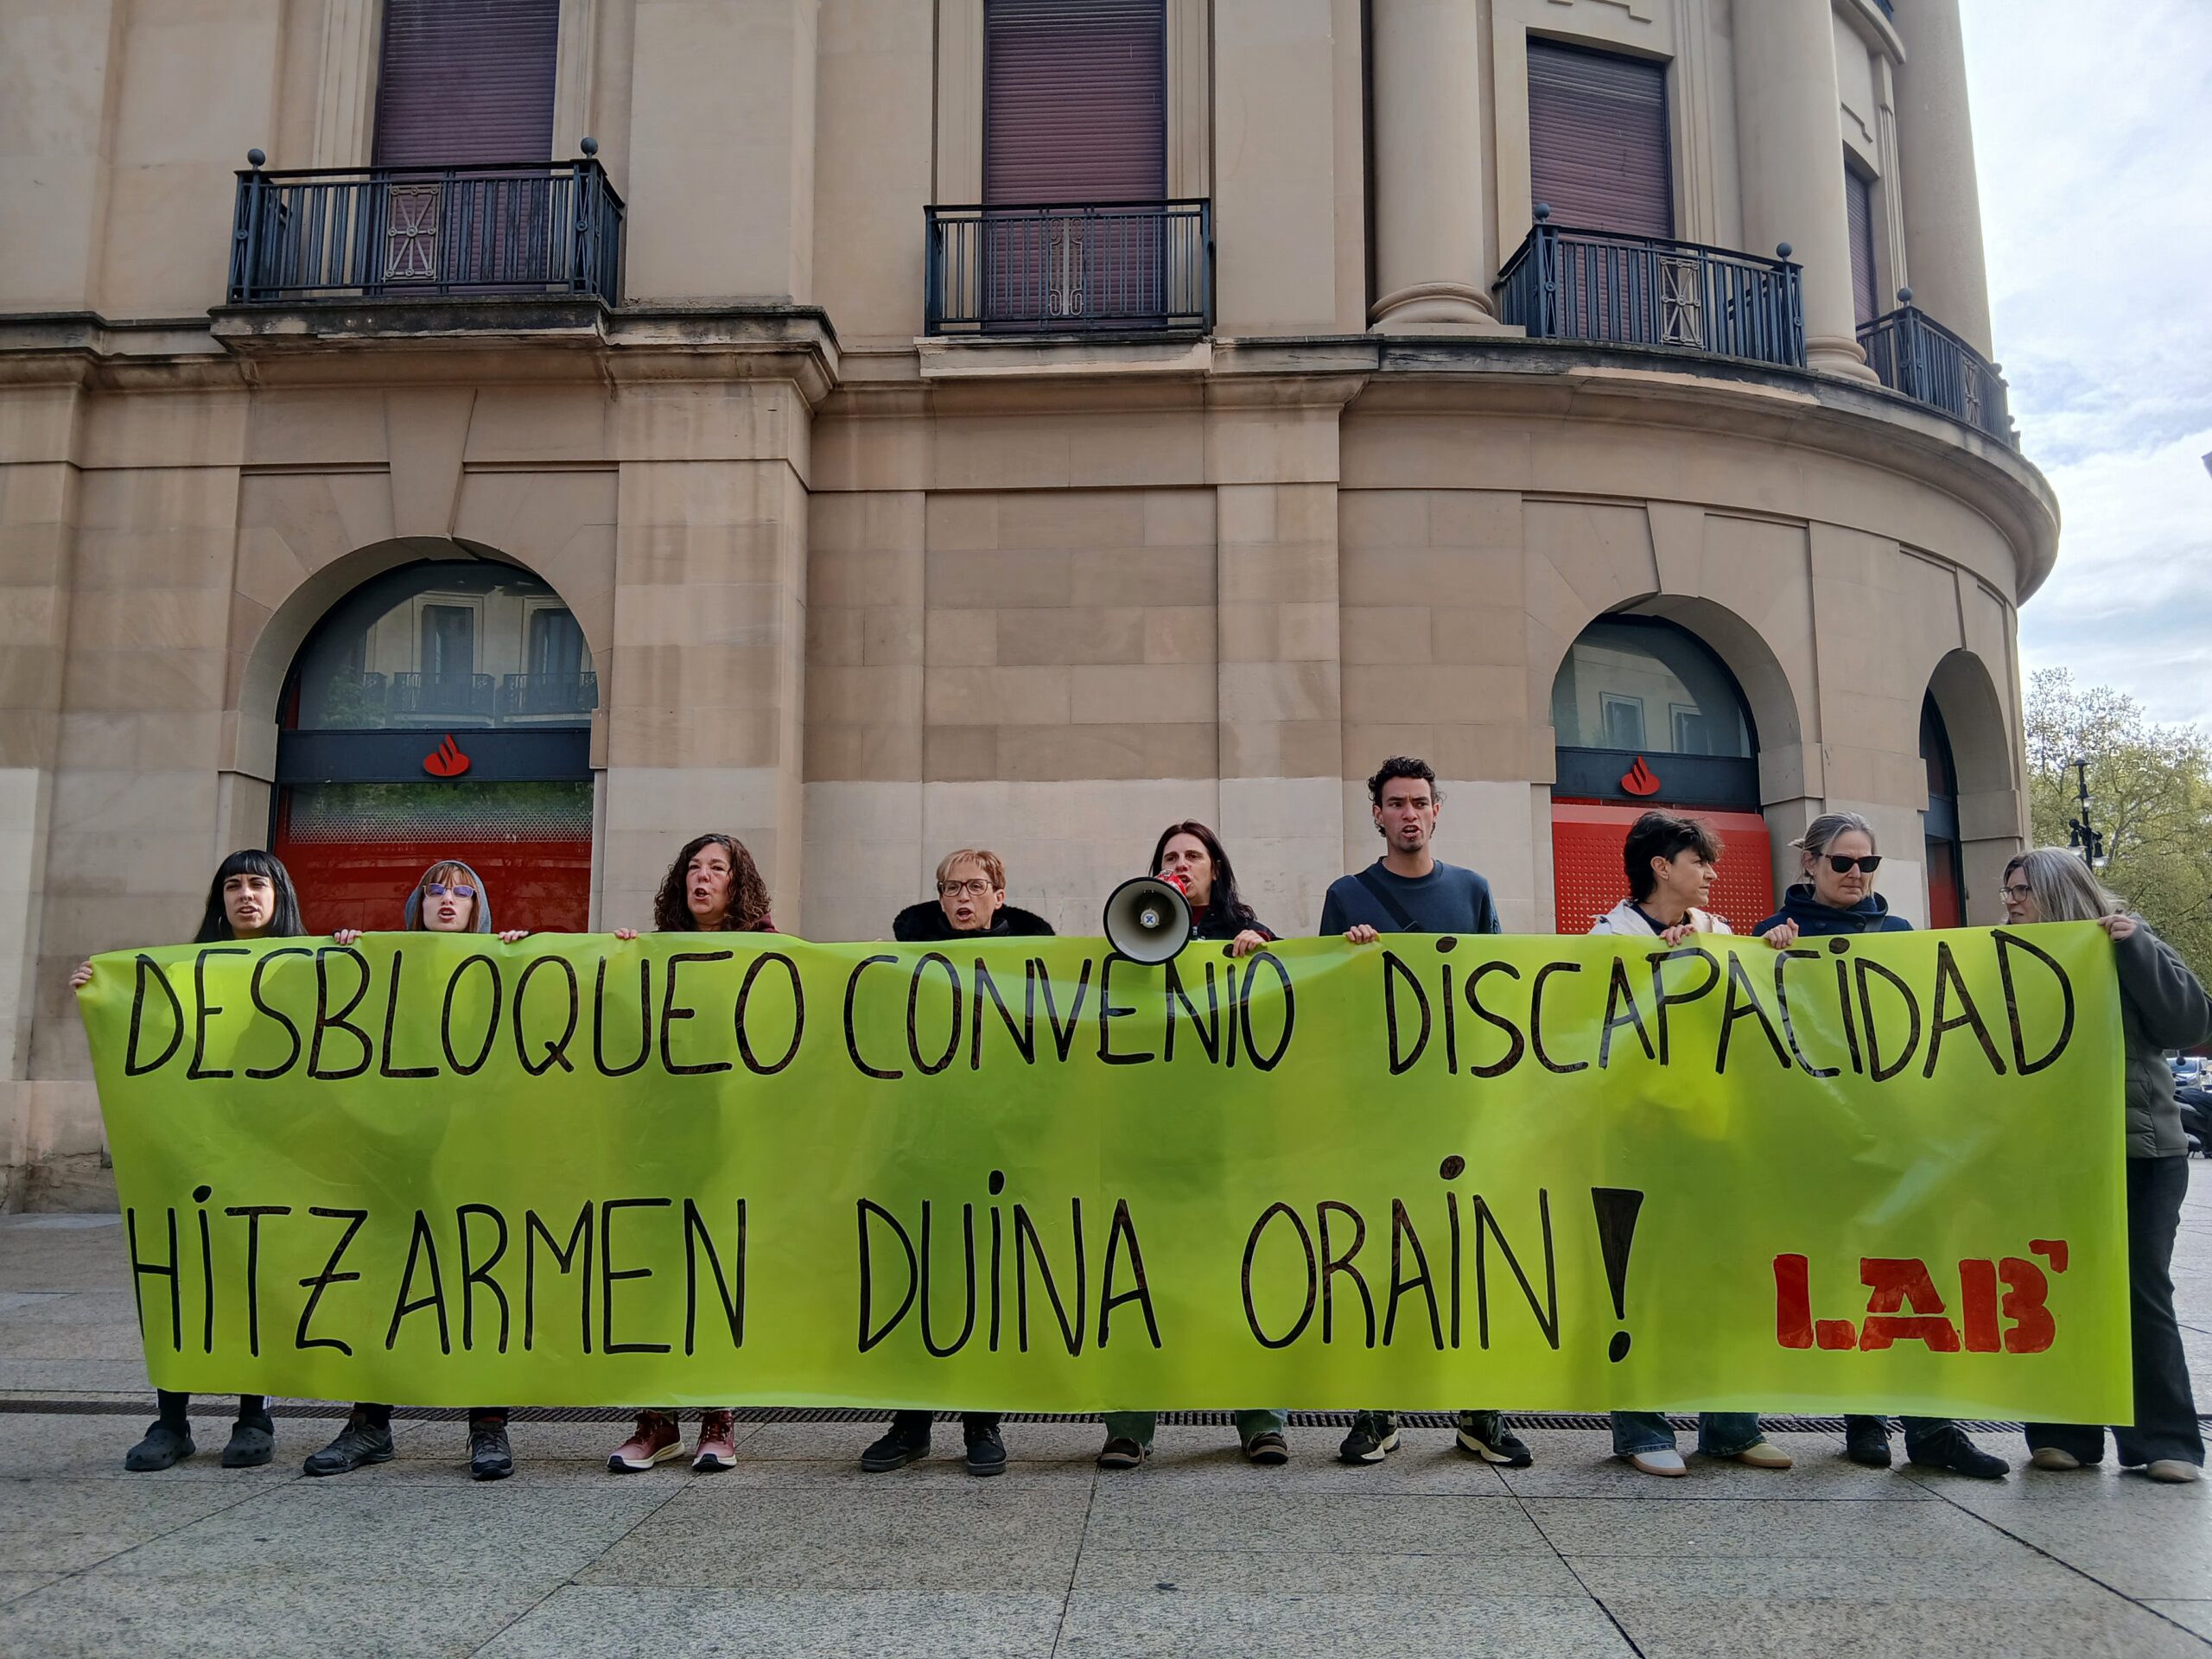 DESBLOQUEO CONVENIO DISCAPACIDAD
HITZARMEN DUINA ORAIN!
LAB